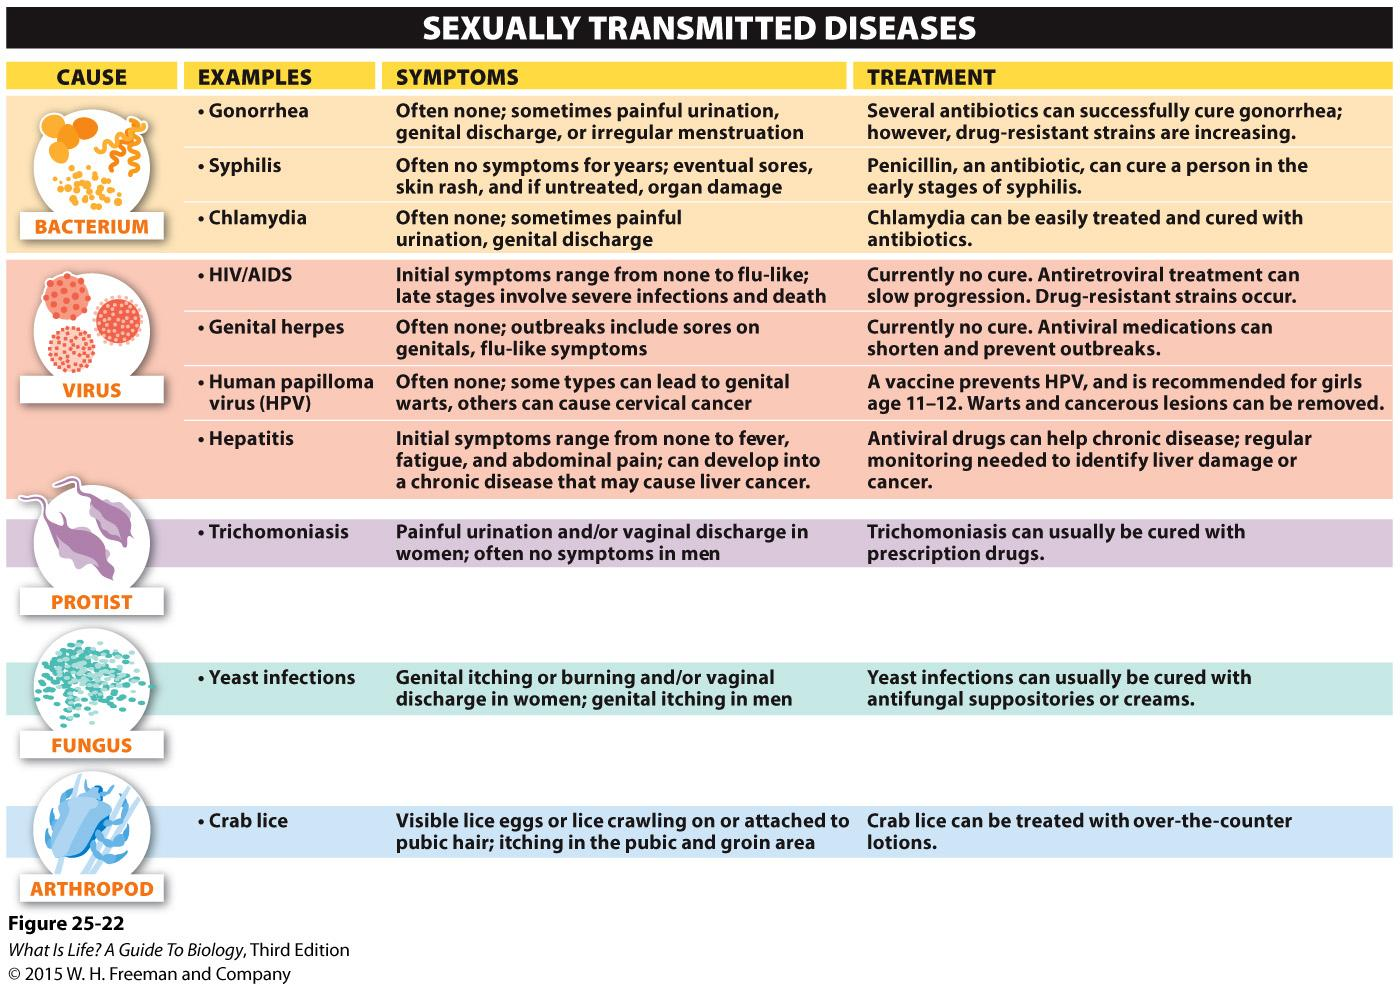 SEXUALLY TRANSMITTED DISEASES
CAUSE EXAMPLES SYMPTOMS TREATMENT
BACTERIUM
• Gonorrhea
Often none; sometimes painful urination,
genital discharge, or irregular menstruation
Several antibiotics can successfully cure gonorrhea;
however, drug-resistant strains are increasing.
• Syphilis
Often no symptoms for years; eventual sores,
skin rash, and if untreated, organ damage
Penicillin, an antibiotic, can cure a person in the
early stages of syphilis.
• Chlamydia
Often none; sometimes painful
urination, genital discharge
Chlamydia can be easily treated and cured with
antibiotics.
VIRUS
• HIV/AIDS
Initial symptoms range from none to flu-like;
late stages involve severe infections and death
Currently no cure. Antiretroviral treatment can
slow progression. Drug-resistant strains occur.
• Genital herpes
Often none; outbreaks include sores on
genitals, flu-like symptoms
Currently no cure. Antiviral medications can
shorten and prevent outbreaks.
• Human papilloma
virus (HPV)
Often none; some types can lead to genital
warts, others can cause cervical cancer
A vaccine prevents HPV, and is recommended for girls
age 11–12. Warts and cancerous lesions can be removed.
• Hepatitis
Initial symptoms range from none to fever,
fatigue, and abdominal pain; can develop into
a chronic disease that may cause liver cancer.
Antiviral drugs can help chronic disease; regular
monitoring needed to identify liver damage or
cancer.
PROTIST
• Trichomoniasis
Painful urination and/or vaginal discharge in
women; often no symptoms in men
Trichomoniasis can usually be cured with
prescription drugs.
FUNGUS
• Yeast infections
Genital itching or burning and/or vaginal
discharge in women; genital itching in men
Yeast infections can usually be cured with
antifungal suppositories or creams.
ARTHROPOD
• Crab lice
Visible lice eggs or lice crawling on or attached to
pubic hair; itching in the pubic and groin area
Crab lice can be treated with over-the-counter
lotions.
Figure 25-22
What Is Life? A Guide To Biology, Third Edition
© 2015 W. H. Freeman and Company